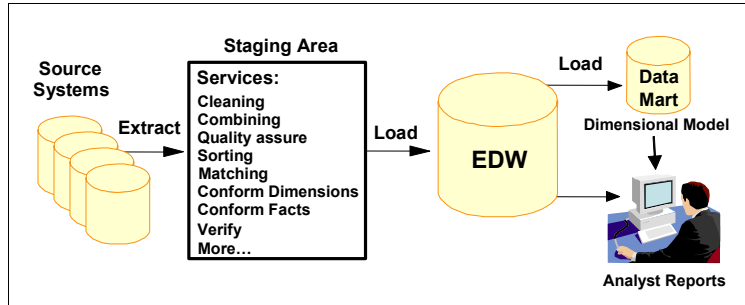 Source
Systems
Extract
Staging Area
Services:
Cleaning
Combining
Quality assure
Sorting
Matching
Conform Dimensions
Conform Facts
Verify
More…
Load
EDW
Load
Data
Mart
Dimensional Model
Analyst Reports